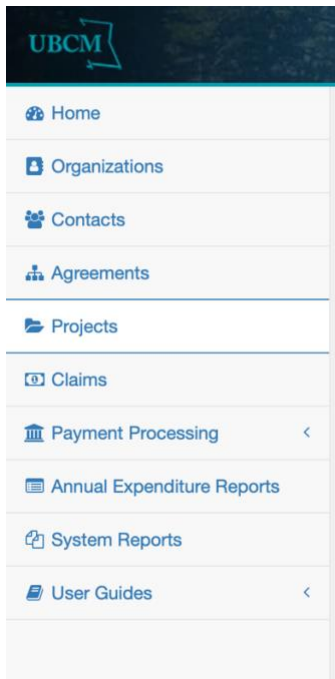 UBCM
Home
Organizations
Contacts
Agreements
Projects
Claims
Payment Processing
Annual Expenditure Reports
System Reports
User Guides